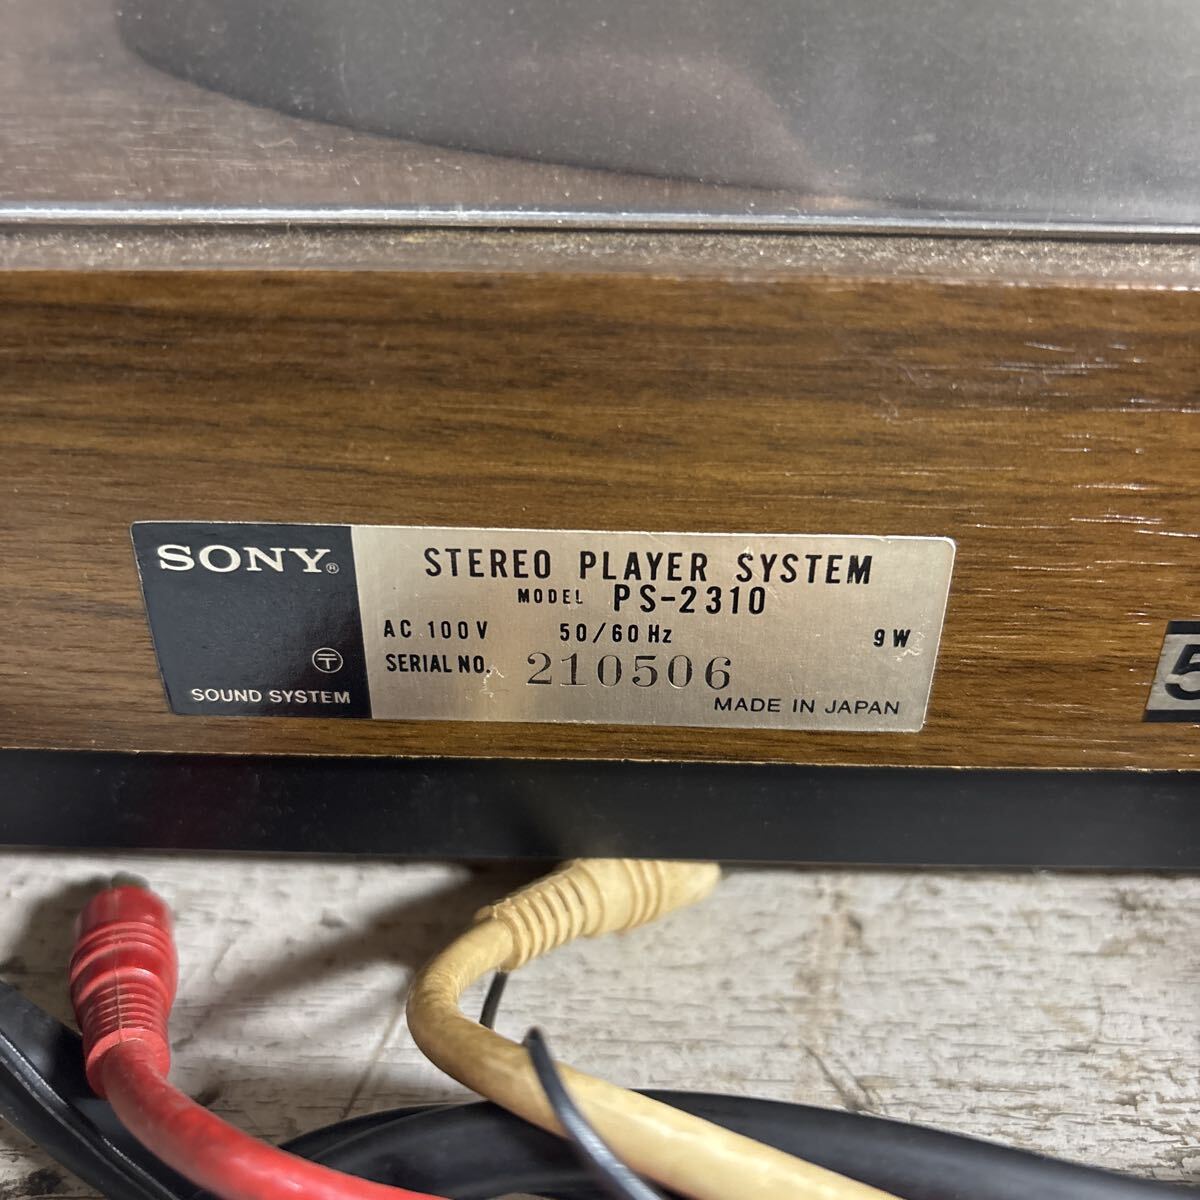 SONY®
SOUND SYSTEM
STEREO PLAYER SYSTEM
MODEL PS-2310
AC 100V 50/60Hz 9W
SERIAL NO. 210506
MADE IN JAPAN
5